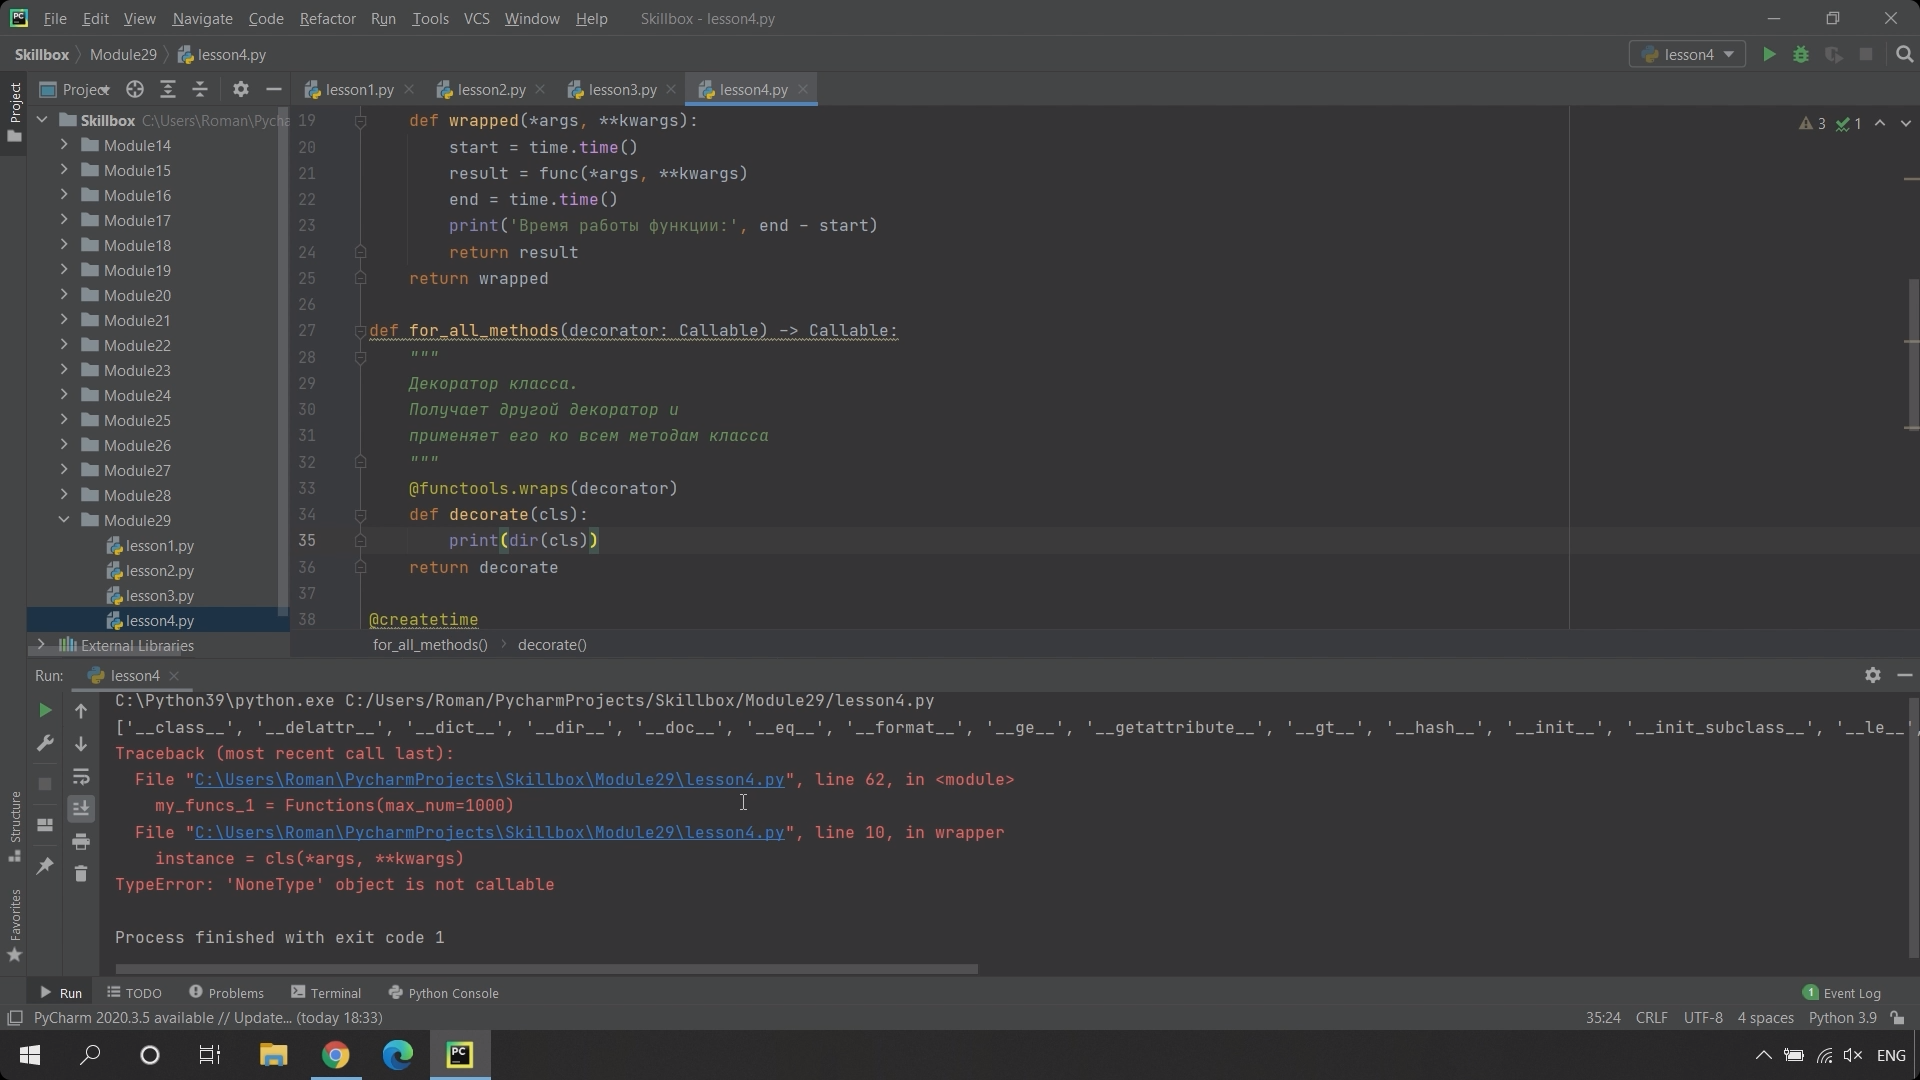 File Edit View Navigate Code Refactor Run Tools VCS Window Help Skillbox - lesson4.py
Skillbox Module29 lesson4.py lesson4
Project lesson1.py lesson2.py lesson3.py lesson4.py
Project
Skillbox C:\Users\Roman\Pycha
Module14
Module15
Module16
Module17
Module18
Module19
Module20
Module21
Module22
Module23
Module24
Module25
Module26
Module27
Module28
Module29
lesson1.py
lesson2.py
lesson3.py
lesson4.py
External Libraries
3 1
19 def wrapped(*args, **kwargs):
20 start = time.time()
21 result = func(*args, **kwargs)
22 end = time.time()
23 print('Время работы функции:', end - start)
24 return result
25 return wrapped
26
27 def for_all_methods(decorator: Callable) -> Callable:
28 """
29 Декоратор класса.
30 Получает другой декоратор и
31 применяет его ко всем методам класса
32 """
33 @functools.wraps(decorator)
34 def decorate(cls):
35 print(dir(cls))
36 return decorate
37
38 @createtime
for_all_methods() decorate()
Run: lesson4
C:\Python39\python.exe C:/Users/Roman/PycharmProjects/Skillbox/Module29/lesson4.py
['__class__', '__delattr__', '__dict__', '__dir__', '__doc__', '__eq__', '__format__', '__ge__', '__getattribute__', '__gt__', '__hash__', '__init__', '__init_subclass__', '__le__',
Traceback (most recent call last):
File "C:\Users\Roman\PycharmProjects\Skillbox\Module29\lesson4.py", line 62, in <module>
my_funcs_1 = Functions(max_num=1000)
File "C:\Users\Roman\PycharmProjects\Skillbox\Module29\lesson4.py", line 10, in wrapper
instance = cls(*args, **kwargs)
TypeError: 'NoneType' object is not callable
Process finished with exit code 1
Structure
Favorites
Run TODO Problems Terminal Python Console 1 Event Log
PyCharm 2020.3.5 available // Update... (today 18:33) 35:24 CRLF UTF-8 4 spaces Python 3.9
PC ENG